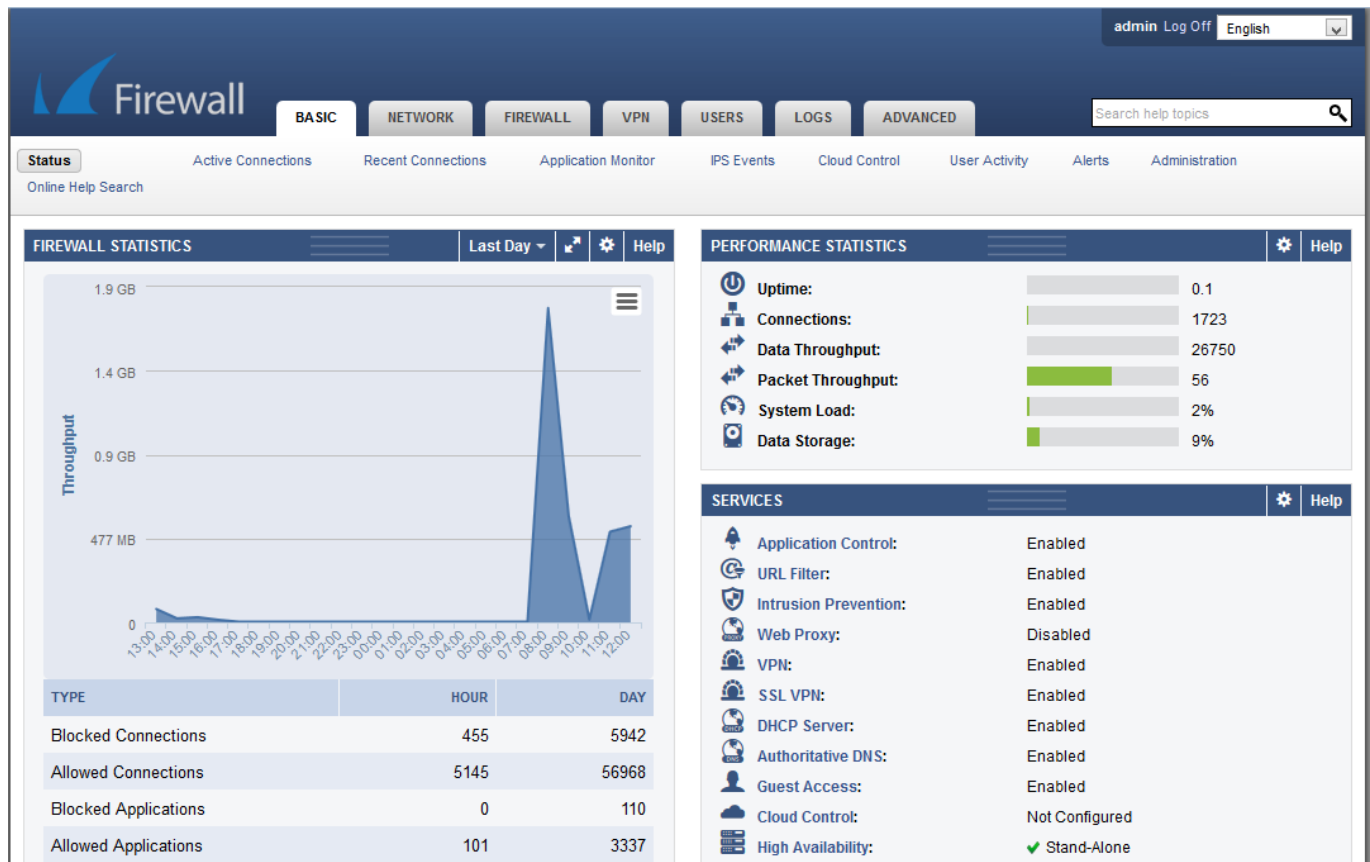 admin Log Off English
Firewall
BASIC NETWORK FIREWALL VPN USERS LOGS ADVANCED
Search help topics
Status Active Connections Recent Connections Application Monitor IPS Events Cloud Control User Activity Alerts Administration
Online Help Search
FIREWALL STATISTICS Last Day Help
1.9 GB
1.4 GB
0.9 GB
477 MB
0
Throughput
13:00 14:00 15:00 16:00 17:00 18:00 19:00 20:00 21:00 22:00 23:00 00:00 01:00 02:00 03:00 04:00 05:00 06:00 07:00 08:00 09:00 10:00 11:00 12:00
TYPE HOUR DAY
Blocked Connections 455 5942
Allowed Connections 5145 56968
Blocked Applications 0 110
Allowed Applications 101 3337
PERFORMANCE STATISTICS Help
Uptime: 0.1
Connections: 1723
Data Throughput: 26750
Packet Throughput: 56
System Load: 2%
Data Storage: 9%
SERVICES Help
Application Control: Enabled
URL Filter: Enabled
Intrusion Prevention: Enabled
PROXY Web Proxy: Disabled
VPN: Enabled
SSL VPN: Enabled
DHCP DHCP Server: Enabled
DNS Authoritative DNS: Enabled
Guest Access: Enabled
Cloud Control: Not Configured
High Availability: Stand-Alone